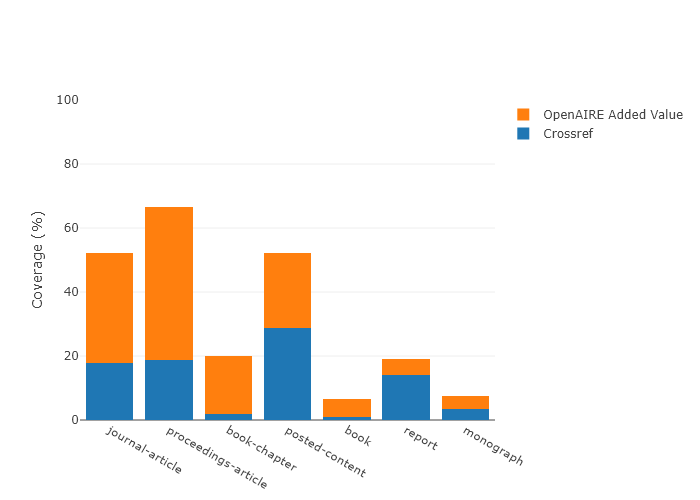 100
80
60
40
20
0
Coverage (%)
journal-article
proceedings-article
book-chapter
posted-content
book
report
monograph
OpenAIRE Added Value
Crossref